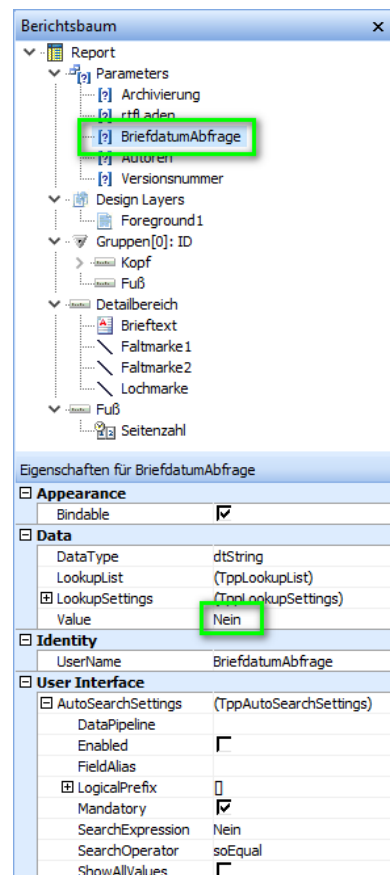 Berichtsbaum
Report
Parameters
Archivierung
rtfLaden
BriefdatumAbfrage
Autoren
Versionsnummer
Design Layers
Foreground1
Gruppen[0]: ID
Kopf
Fuß
Detailbereich
Brieftext
Faltmarke1
Faltmarke2
Lochmarke
Fuß
Seitenzahl
Eigenschaften für BriefdatumAbfrage
Appearance
Bindable
Data
DataType dtString
LookupList (TppLookupList)
LookupSettings (TppLookupSettings)
Value Nein
Identity
UserName BriefdatumAbfrage
User Interface
AutoSearchSettings (TppAutoSearchSettings)
DataPipeline
Enabled
FieldAlias
LogicalPrefix []
Mandatory
SearchExpression Nein
SearchOperator soEqual
ShowAllValues